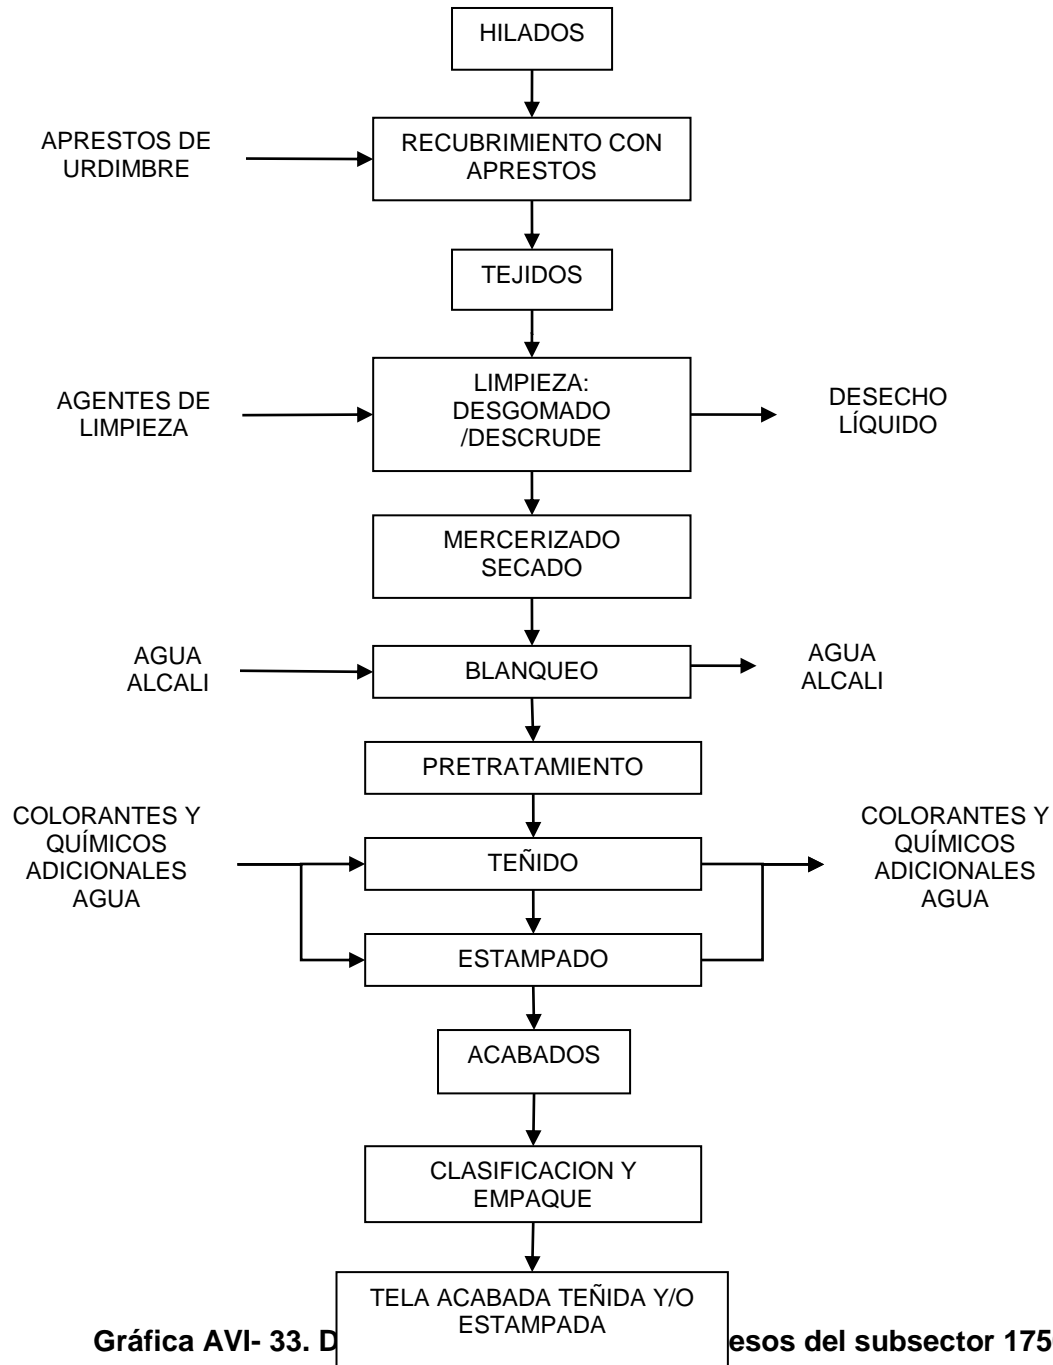 HILADOS
APRESTOS DE
URDIMBRE
RECUBRIMIENTO CON
APRESTOS
TEJIDOS
AGENTES DE
LIMPIEZA
LIMPIEZA:
DESGOMADO
/DESCRUDE
DESECHO
LÍQUIDO
MERCERIZADO
SECADO
AGUA
ALCALI
BLANQUEO
AGUA
ALCALI
PRETRATAMIENTO
COLORANTES Y
QUÍMICOS
ADICIONALES
AGUA
TEÑIDO
COLORANTES Y
QUÍMICOS
ADICIONALES
AGUA
ESTAMPADO
ACABADOS
CLASIFICACION Y
EMPAQUE
TELA ACABADA TEÑIDA Y/O
ESTAMPADA
Gráfica AVI- 33. D esos del subsector 175